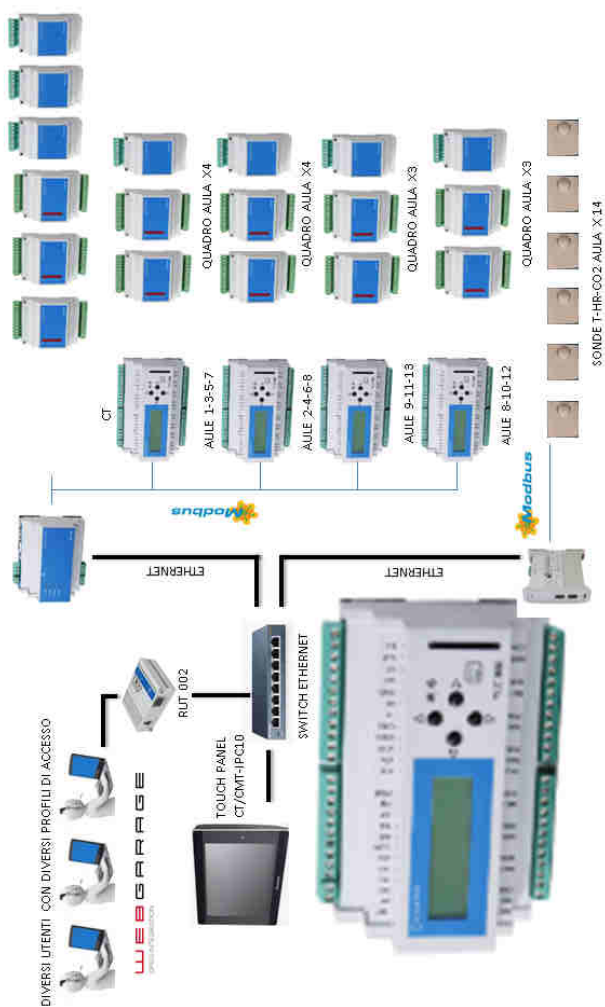 DIVERSI UTENTI CON DIVERSI PROFILI DI ACCESSO
WEBGARAGE
RUT 002
TOUCH PANEL
CT/CMT-IPC10
SWITCH ETHERNET
ETHERNET
ETHERNET
Modbus
Modbus
CT
AULE 1-3-5-7
AULE 2-4-6-8
AULE 9-11-13
AULE 8-10-12
QUADRO AULA X4
QUADRO AULA X4
QUADRO AULA X3
QUADRO AULA X3
SONDE T-HR-CO2 AULA X 14